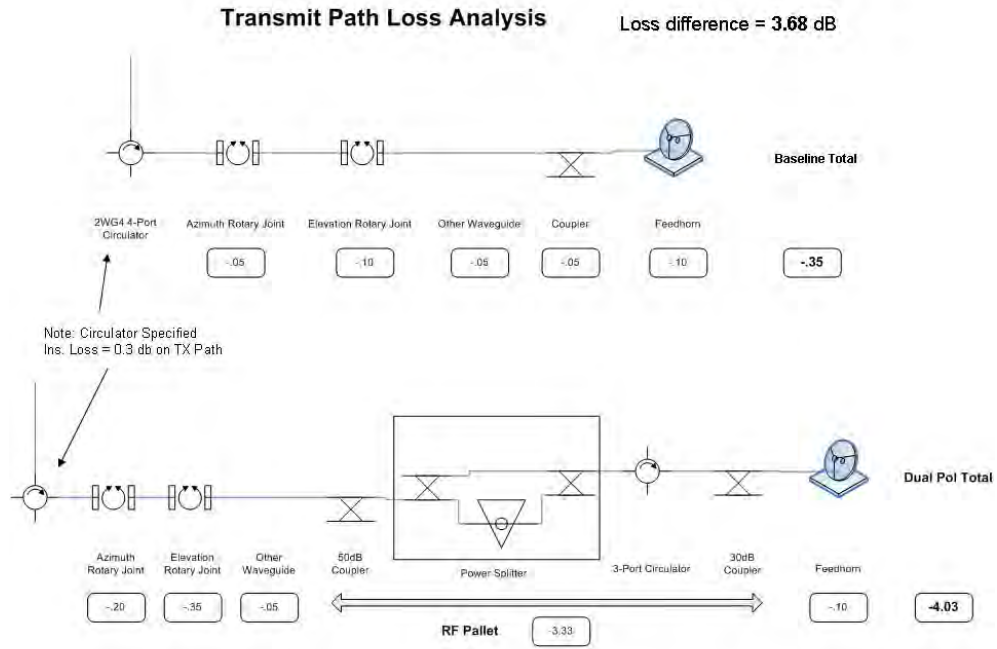 Transmit Path Loss Analysis
Loss difference = 3.68 dB
Baseline Total
2WG4 4-Port
Circulator
Azimuth Rotary Joint
Elevation Rotary Joint
Other Waveguide
Coupler
Feedhorn
-.05
-.10
-.05
-.05
-.10
-.35
Note: Circulator Specified
Ins. Loss = 0.3 db on TX Path
Dual Pol Total
Azimuth
Rotary Joint
Elevation
Rotary Joint
Other
Waveguide
50dB
Coupler
Power Splitter
3-Port Circulator
30dB
Coupler
Feedhorn
-.20
-.35
-.05
-.10
-4.03
RF Pallet
-3.33